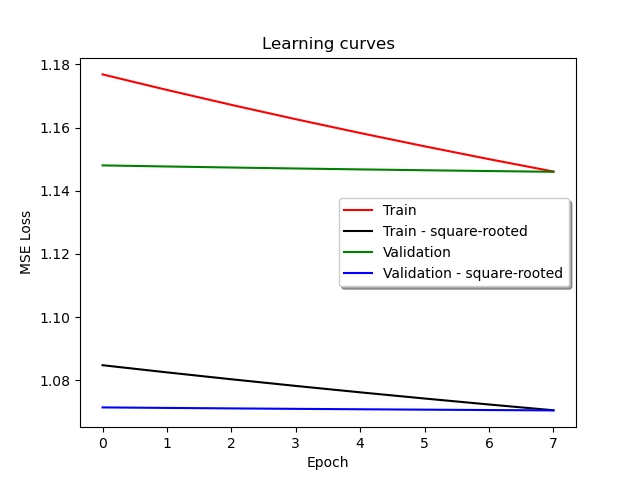 Learning curves
1.18
1.16
1.14
1.12
1.10
1.08
MSE Loss
Train
Train - square-rooted
Validation
Validation - square-rooted
0 1 2 3 4 5 6 7
Epoch